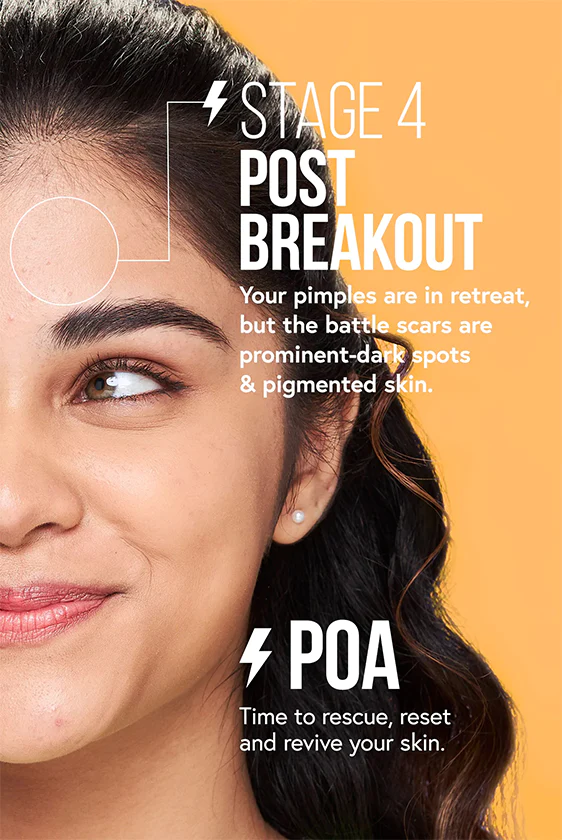 STAGE 4
POST
BREAKOUT
Your pimples are in retreat,
but the battle scars are
prominent-dark spots
& pigmented skin.
POA
Time to rescue, reset
and revive your skin.